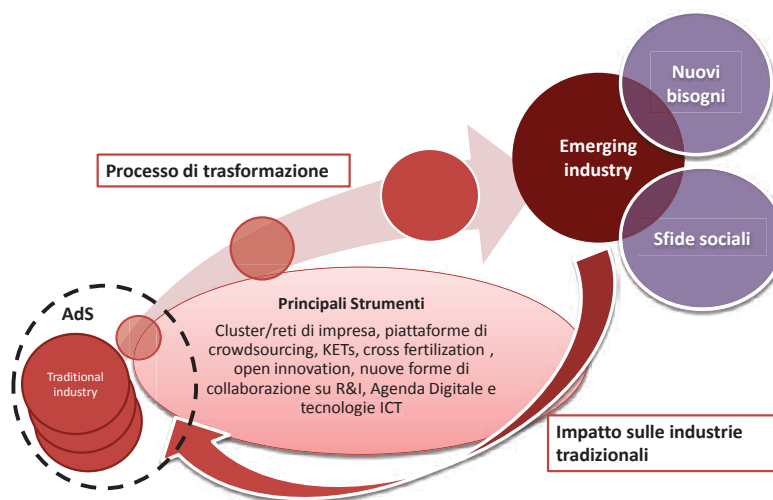 Nuovi
bisogni
Emerging
industry
Processo di trasformazione
Sfide sociali
AdS
Principali Strumenti
Cluster/reti di impresa, piattaforme di
crowdsourcing, KETs, cross fertilization ,
open innovation, nuove forme di
collaborazione su R&I, Agenda Digitale e
tecnologie ICT
Traditional
industry
Impatto sulle industrie
tradizionali